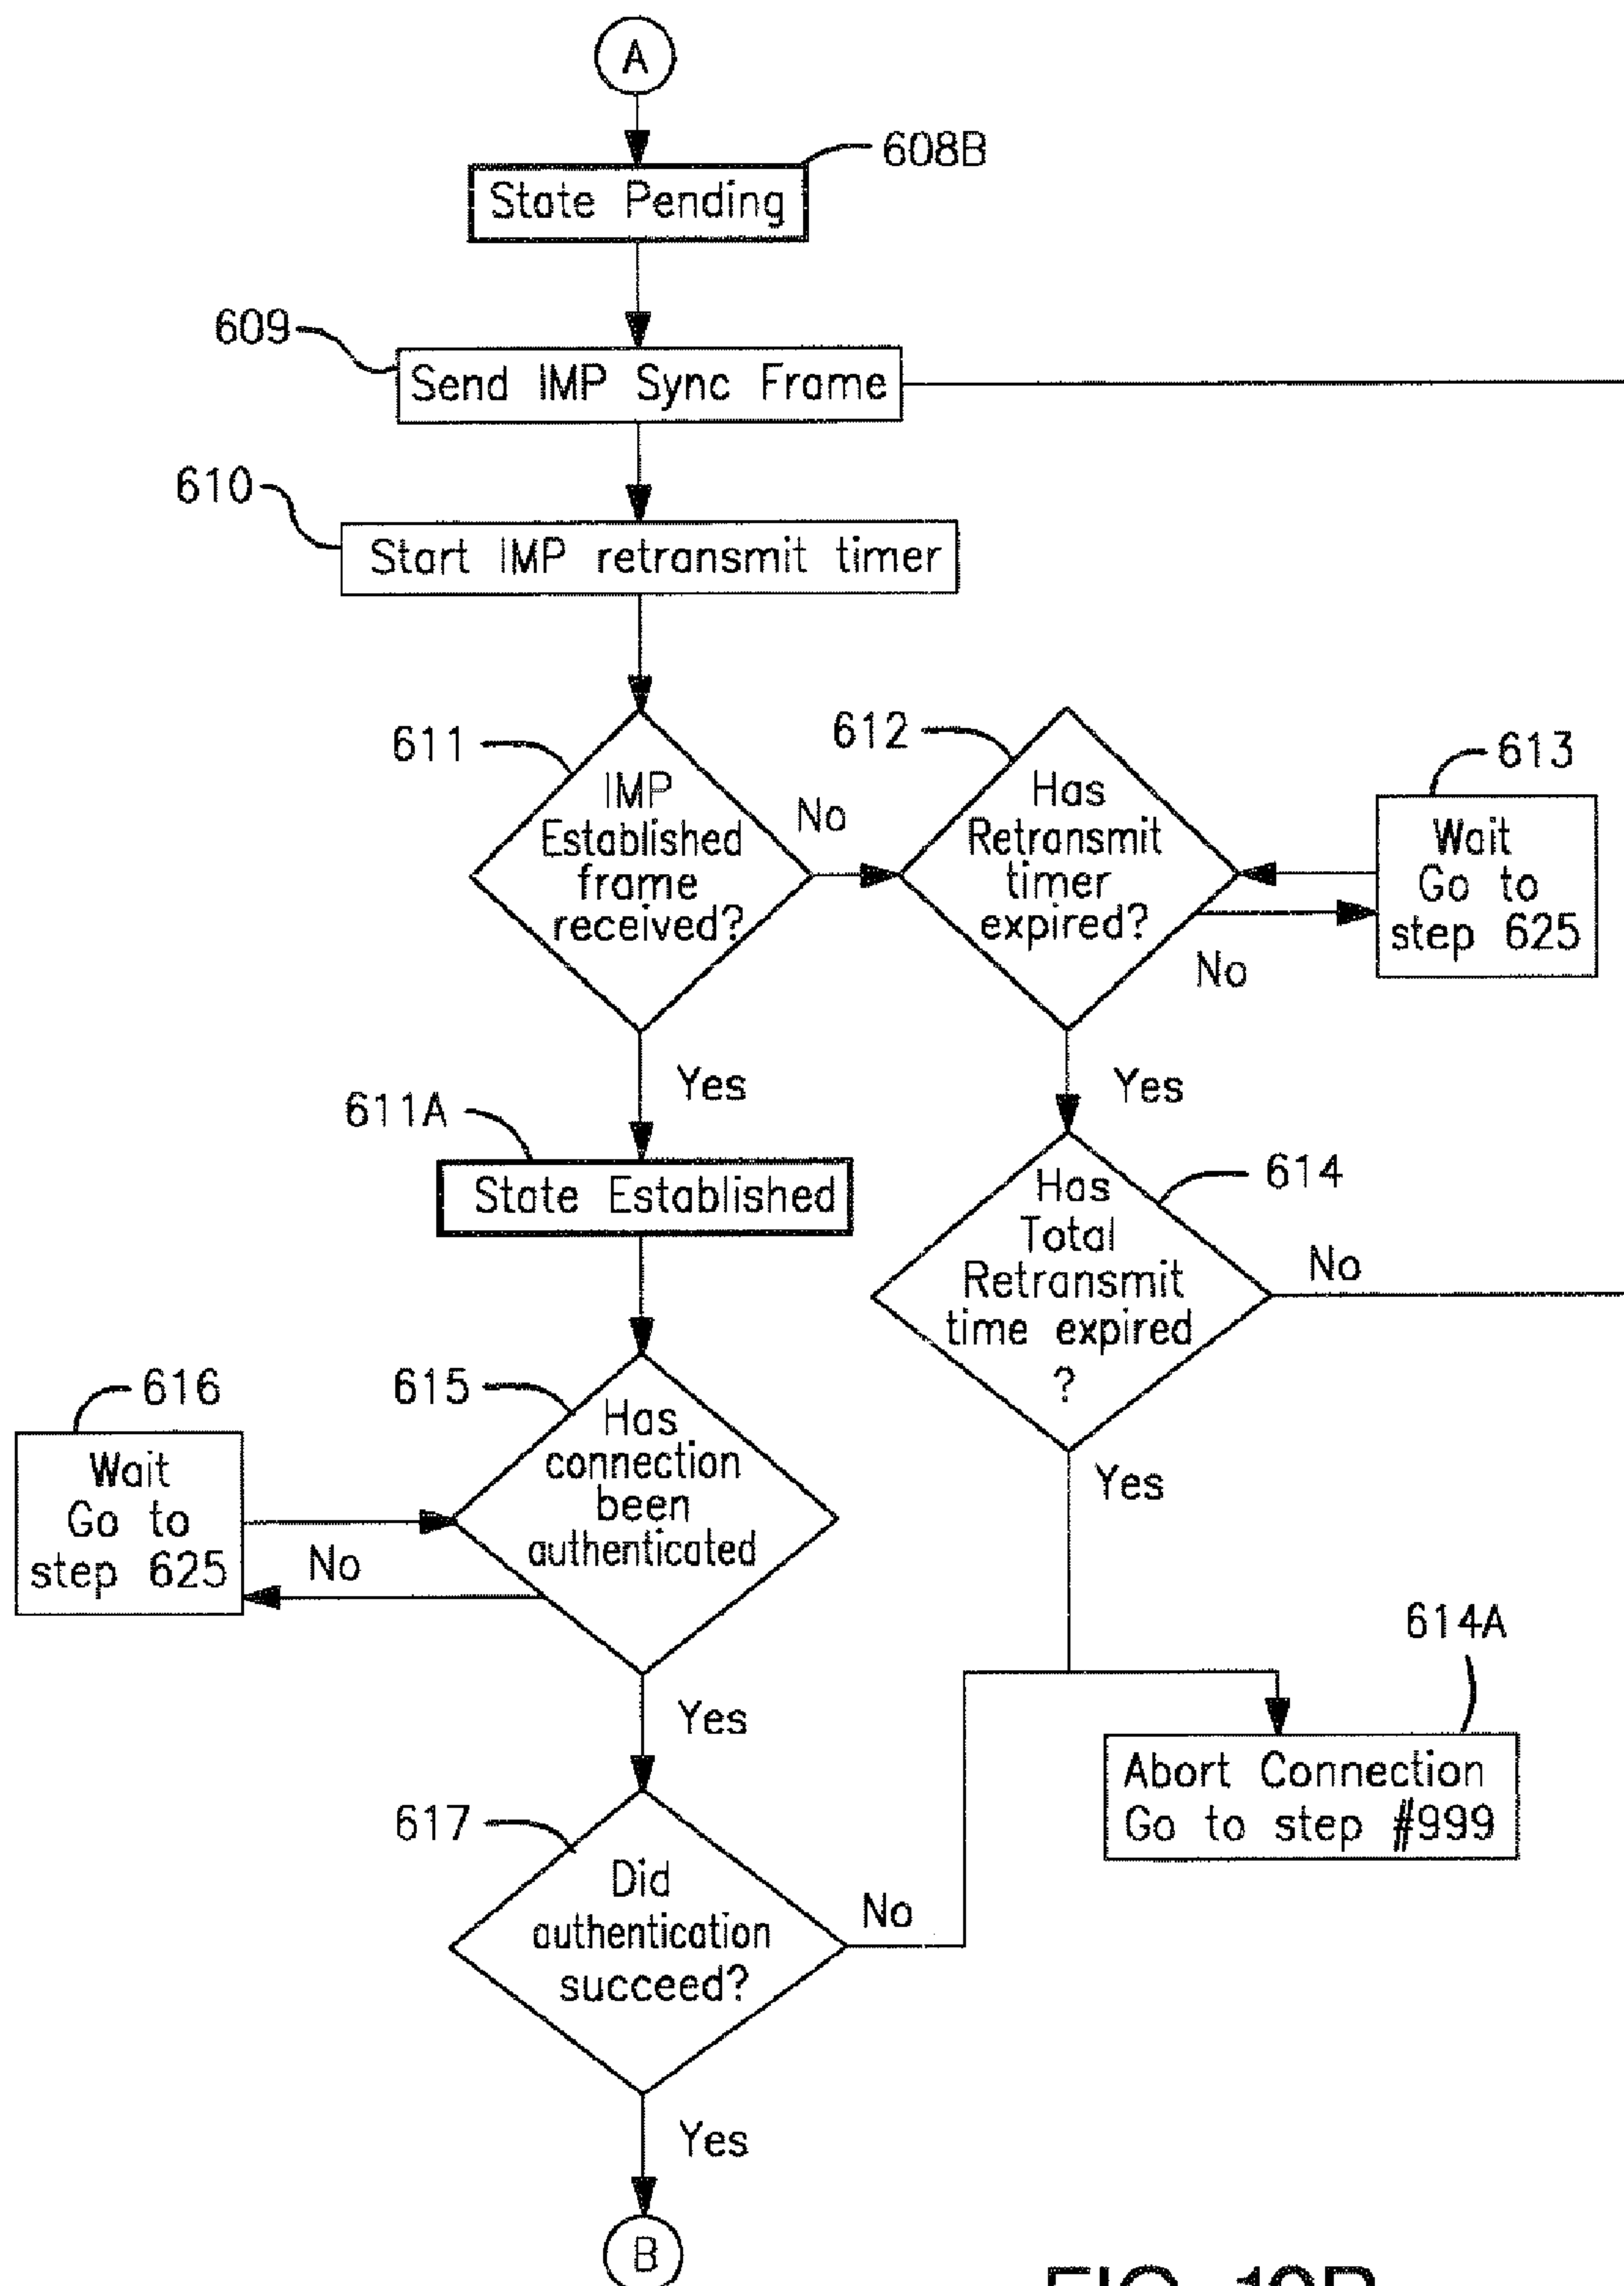 A
608B
State Pending
609
Send IMP Sync Frame
610
Start IMP retransmit timer
611
IMP
Established
frame
received?
No
612
Has
Retransmit
timer
expired?
613
Wait
Go to
step 625
No
Yes
Yes
611A
State Established
614
Has
Total
Retransmit
time expired
?
No
Yes
615
Has
connection
been
authenticated
616
Wait
Go to
step 625
No
Yes
614A
Abort Connection
Go to step #999
617
Did
authentication
succeed?
No
Yes
B